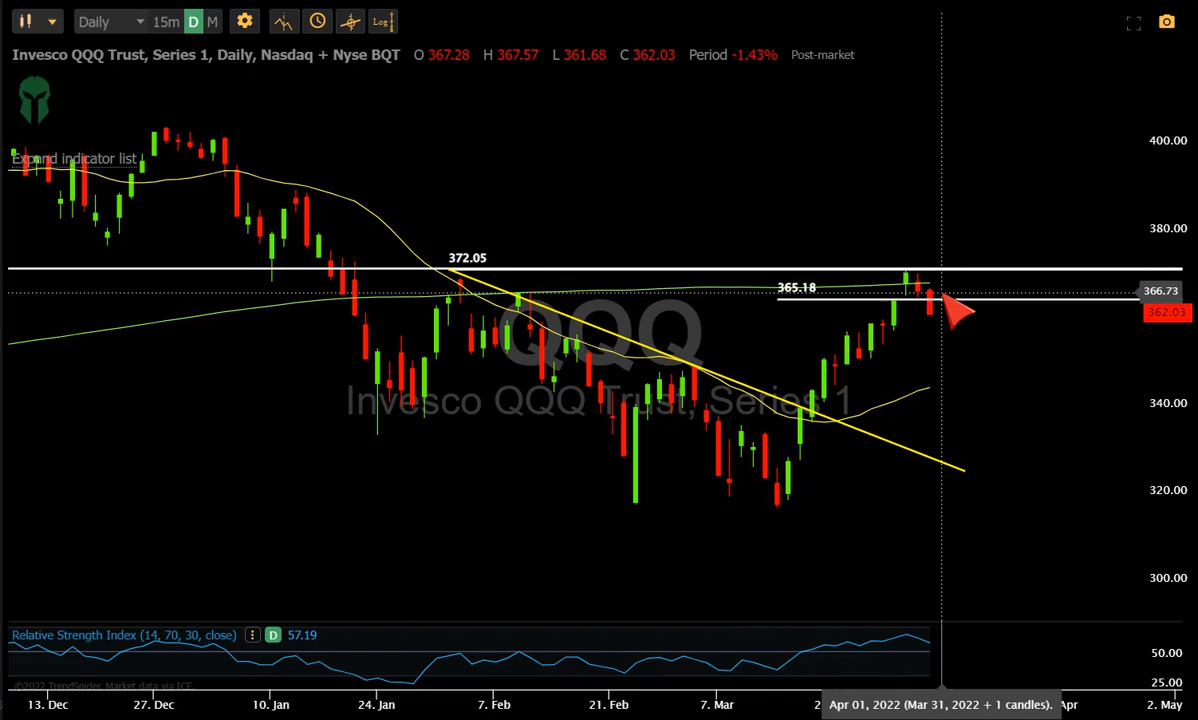 Daily 15m D M Log
Invesco QQQ Trust, Series 1, Daily, Nasdaq + Nyse BQT O 367.28 H 367.57 L 361.68 C 362.03 Period -1.43% Post-market
Expand indicator list
400.00
380.00
372.05
365.18
366.73
362.03
QQQ
Invesco QQQ Trust, Series 1
340.00
320.00
300.00
Relative Strength Index (14, 70, 30, close) D 57.19
50.00
25.00
©2022 TrendSpider, Market data via ICE
13. Dec 27. Dec 10. Jan 24. Jan 7. Feb 21. Feb 7. Mar 2 Apr 01, 2022 (Mar 31, 2022 + 1 candles). Apr 2. May